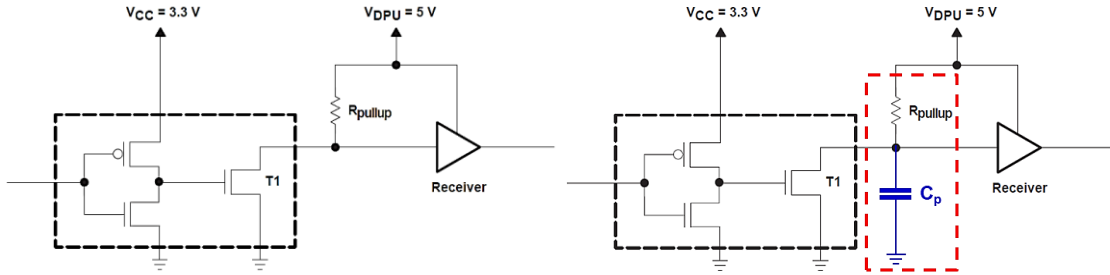 VCC = 3.3 V
VDPU = 5 V
Rpullup
T1
Receiver
VCC = 3.3 V
VDPU = 5 V
Rpullup
T1
Cp
Receiver